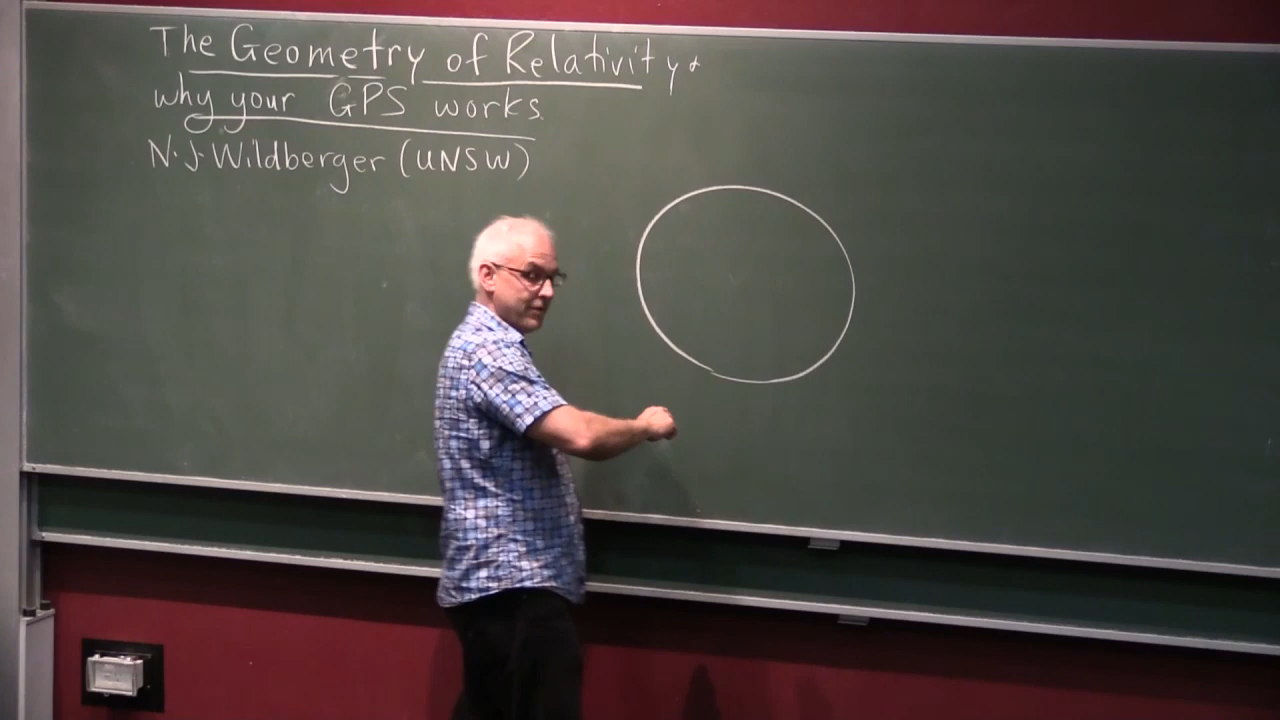 The Geometry of Relativity &
why your GPS works.
N.J. Wildberger (UNSW)